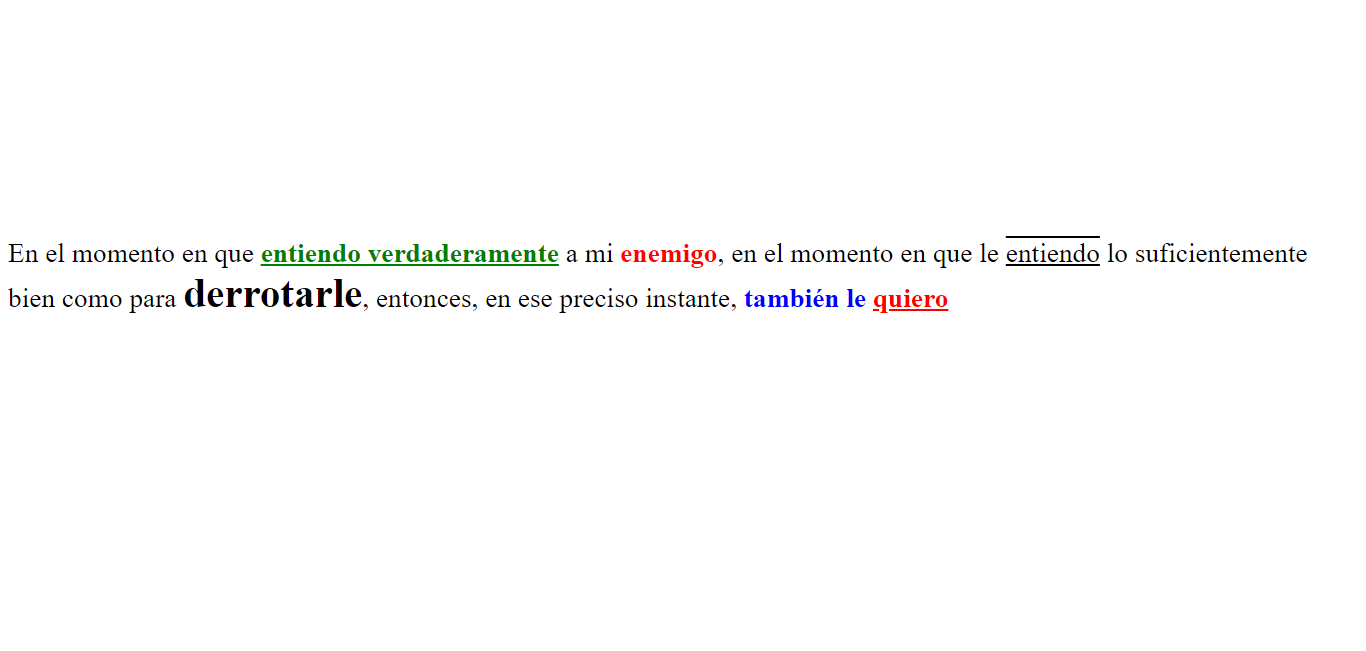 En el momento en que entiendo verdaderamente a mi enemigo, en el momento en que le entiendo lo suficientemente
bien como para derrotarle, entonces, en ese preciso instante, también le quiero